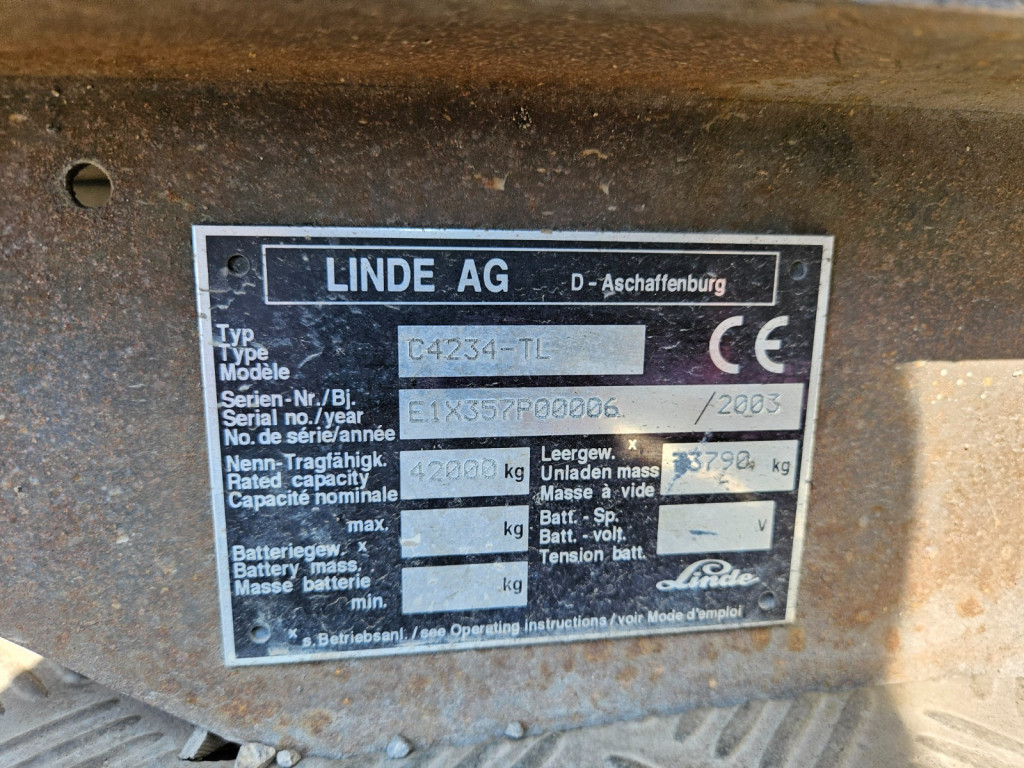 LINDE AG D - Aschaffenburg
Typ
Type
Modèle
C4234-TL
CE
Serien-Nr./Bj.
Serial no./year
No. de série/année
E1X357P00006 /2003
Nenn-Tragfähigk.
Rated capacity
Capacité nominale
42000 kg
Leergew. x
Unladen mass
Masse à vide
kg
max.
kg
Batt. - Sp.
Batt. - volt.
Tension batt.
V
Batteriegew. x
Battery mass.
Masse batterie
min.
kg
Linde
x s. Betriebsanl. / see Operating instructions / voir Mode d'emploi